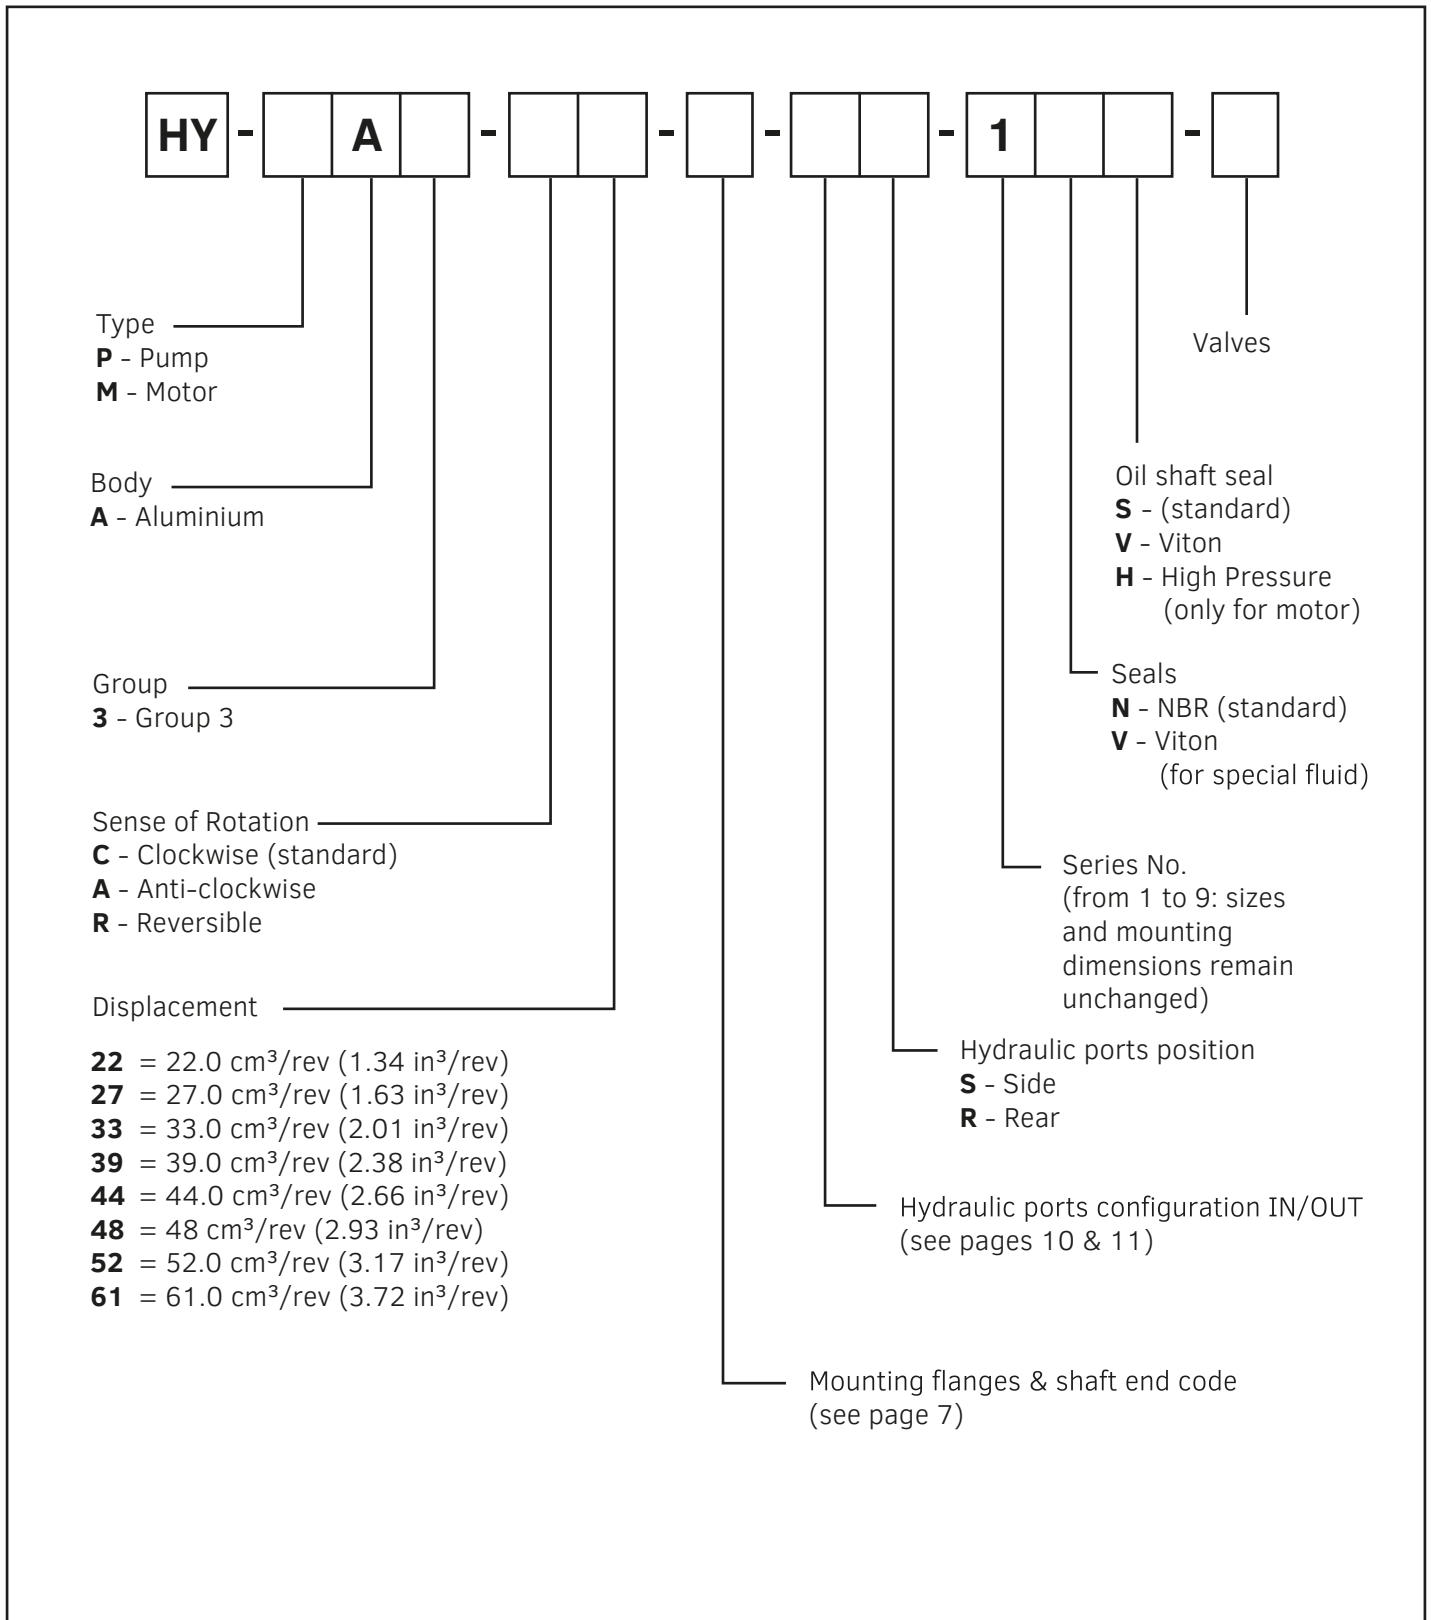 HY - A - - - - 1 -
Type
P - Pump
M - Motor
Body
A - Aluminium
Group
3 - Group 3
Sense of Rotation
C - Clockwise (standard)
A - Anti-clockwise
R - Reversible
Displacement
22 = 22.0 cm³/rev (1.34 in³/rev)
27 = 27.0 cm³/rev (1.63 in³/rev)
33 = 33.0 cm³/rev (2.01 in³/rev)
39 = 39.0 cm³/rev (2.38 in³/rev)
44 = 44.0 cm³/rev (2.66 in³/rev)
48 = 48 cm³/rev (2.93 in³/rev)
52 = 52.0 cm³/rev (3.17 in³/rev)
61 = 61.0 cm³/rev (3.72 in³/rev)
Valves
Oil shaft seal
S - (standard)
V - Viton
H - High Pressure
(only for motor)
Seals
N - NBR (standard)
V - Viton
(for special fluid)
Series No.
(from 1 to 9: sizes
and mounting
dimensions remain
unchanged)
Hydraulic ports position
S - Side
R - Rear
Hydraulic ports configuration IN/OUT
(see pages 10 & 11)
Mounting flanges & shaft end code
(see page 7)